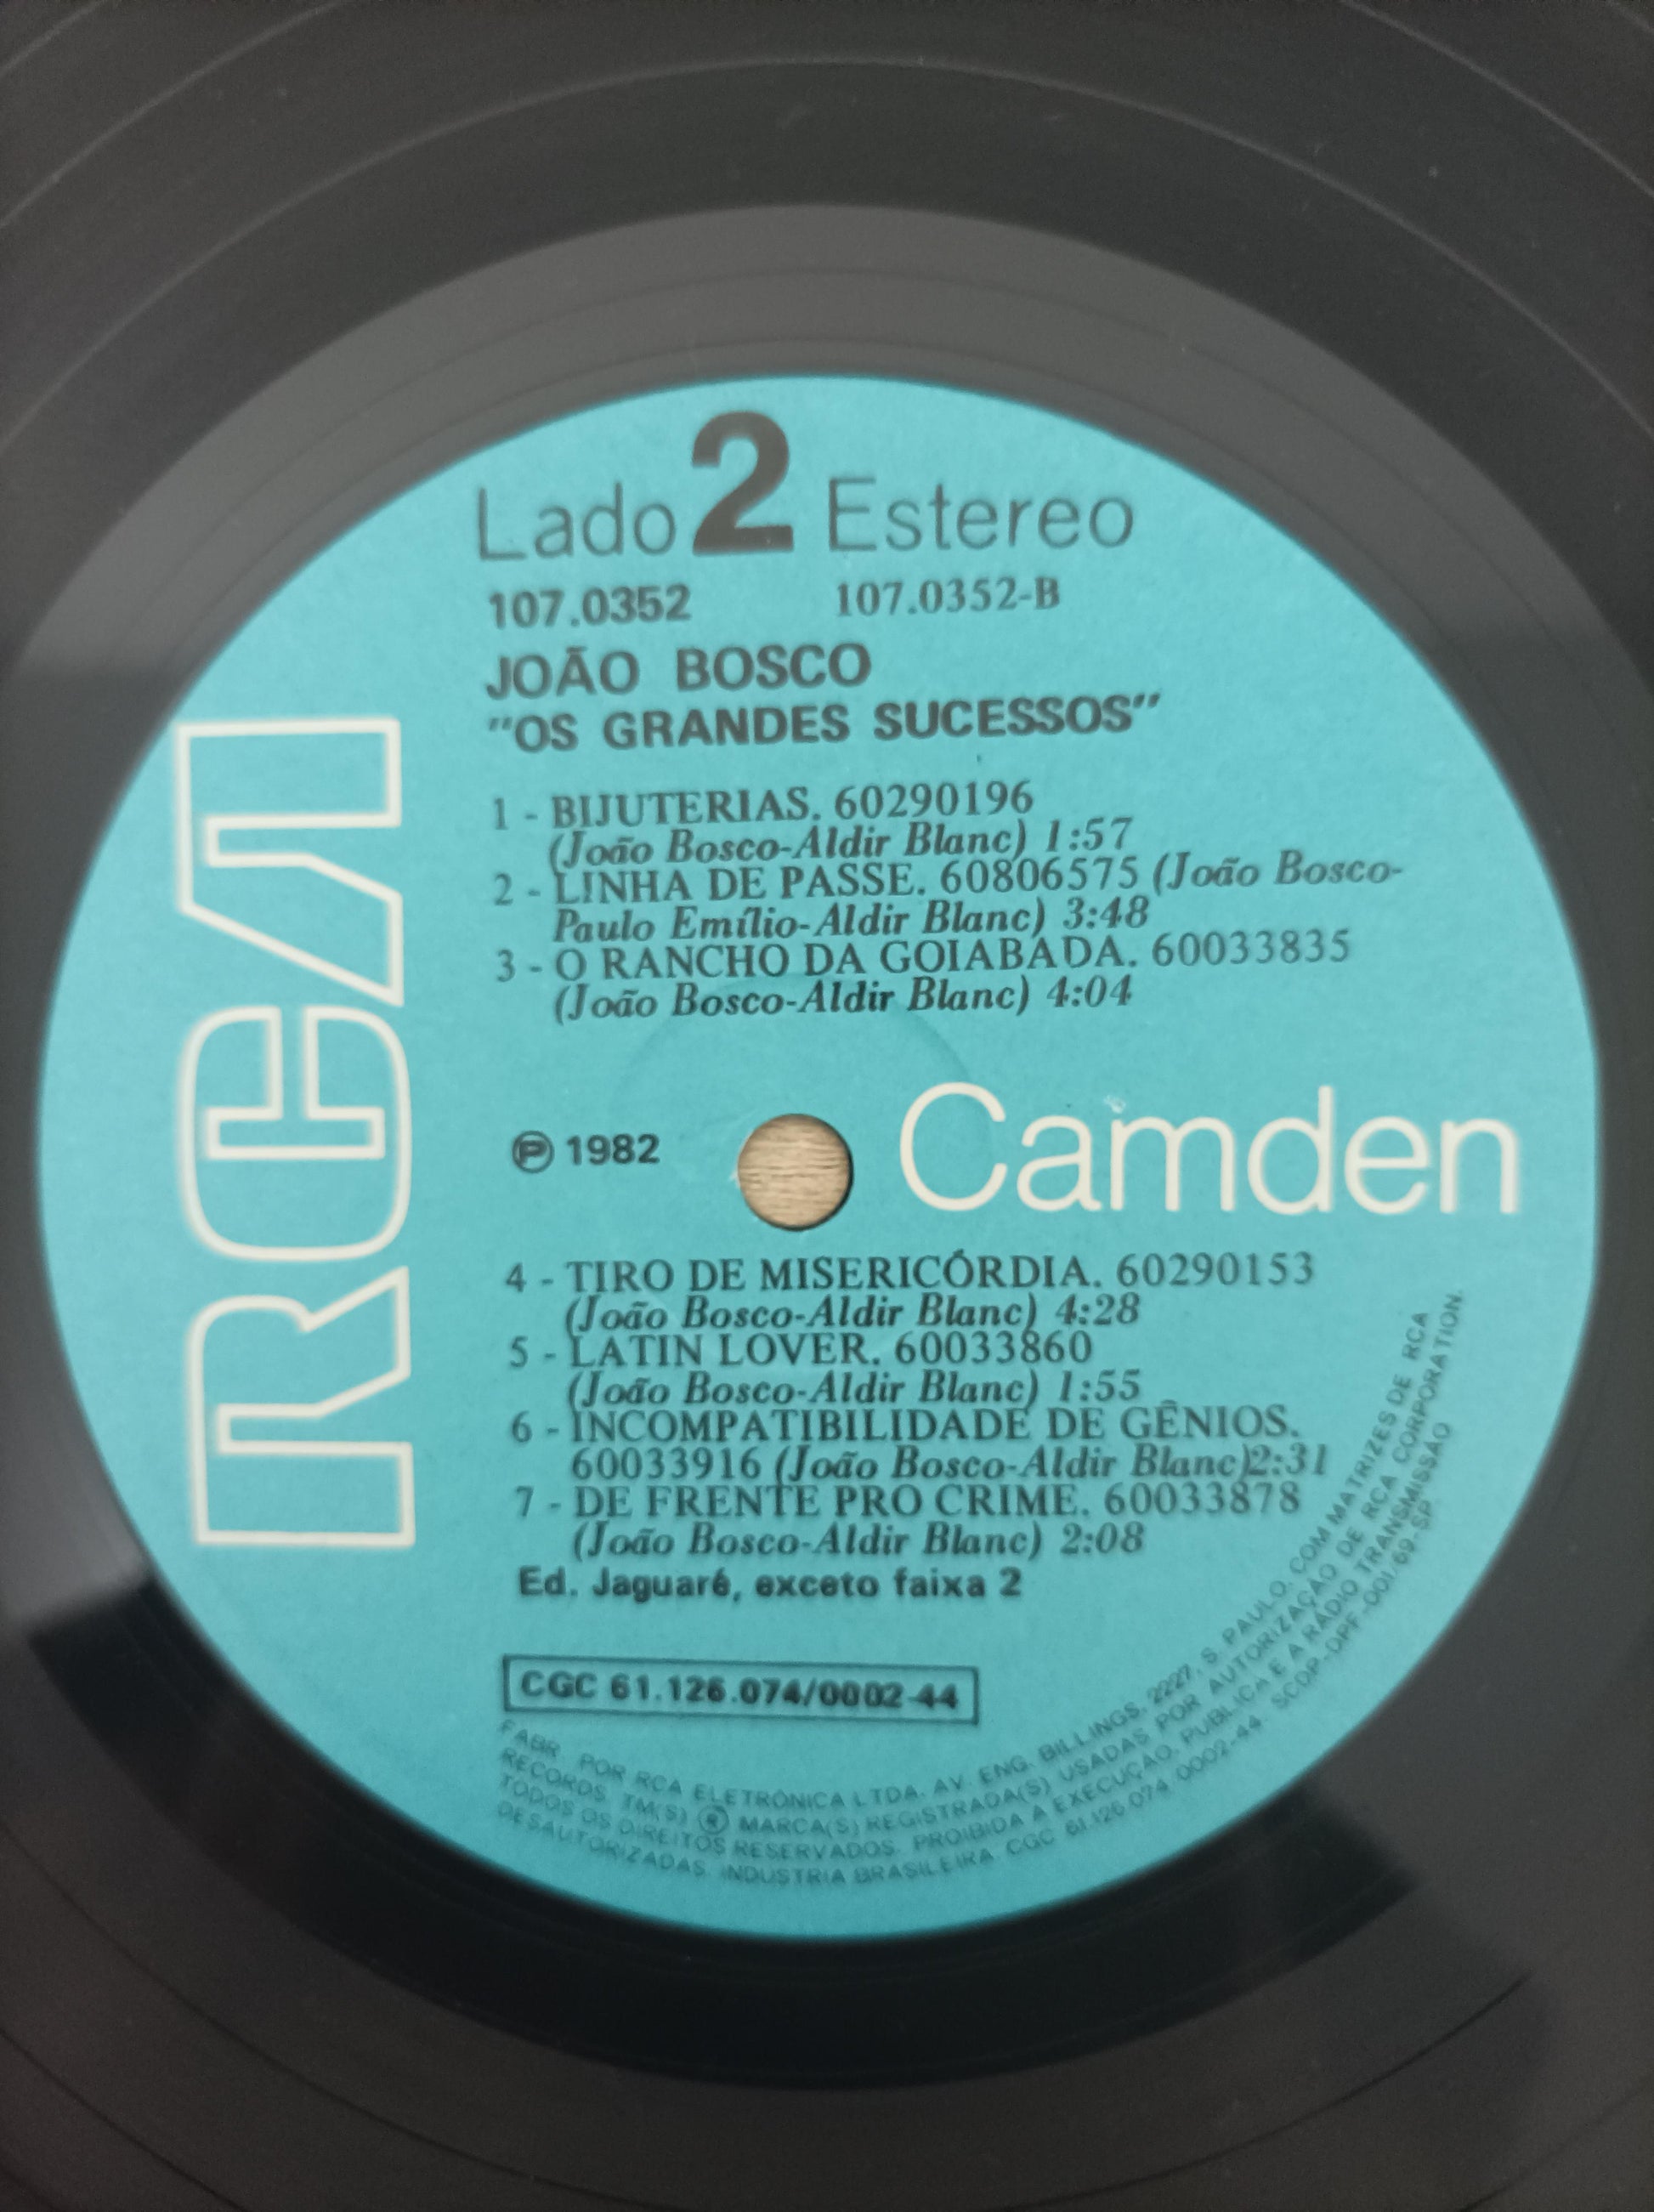 Lado 2 Estereo
107.0352 107.0352-B
JOÃO BOSCO
"OS GRANDES SUCESSOS"
1 - BIJUTERIAS. 60290196
(João Bosco-Aldir Blanc) 1:57
2 - LINHA DE PASSE. 60806575 (João Bosco-
Paulo Emílio-Aldir Blanc) 3:48
3 - O RANCHO DA GOIABADA. 60033835
(João Bosco-Aldir Blanc) 4:04
RCA
℗ 1982
Camden
4 - TIRO DE MISERICÓRDIA. 60290153
(João Bosco-Aldir Blanc) 4:28
5 - LATIN LOVER. 60033860
(João Bosco-Aldir Blanc) 1:55
6 - INCOMPATIBILIDADE DE GÊNIOS.
60033916 (João Bosco-Aldir Blanc)2:31
7 - DE FRENTE PRO CRIME. 60033878
(João Bosco-Aldir Blanc) 2:08
Ed. Jaguaré, exceto faixa 2
CGC 61.126.074/0002-44
FABR. POR RCA ELETRÔNICA LTDA. AV. ENG. BILLINGS, 2227, S. PAULO, COM MATRIZES DE RCA
RECORDS. TM(S) ® MARCA(S) REGISTRADA(S) USADAS POR AUTORIZAÇÃO DE RCA CORPORATION.
TODOS OS DIREITOS RESERVADOS. PROIBIDA A EXECUÇÃO PÚBLICA E A RÁDIO TRANSMISSÃO
DESAUTORIZADAS. INDÚSTRIA BRASILEIRA. CGC 61.126.074/0002-44. SCDP-DPF-001/69-SP